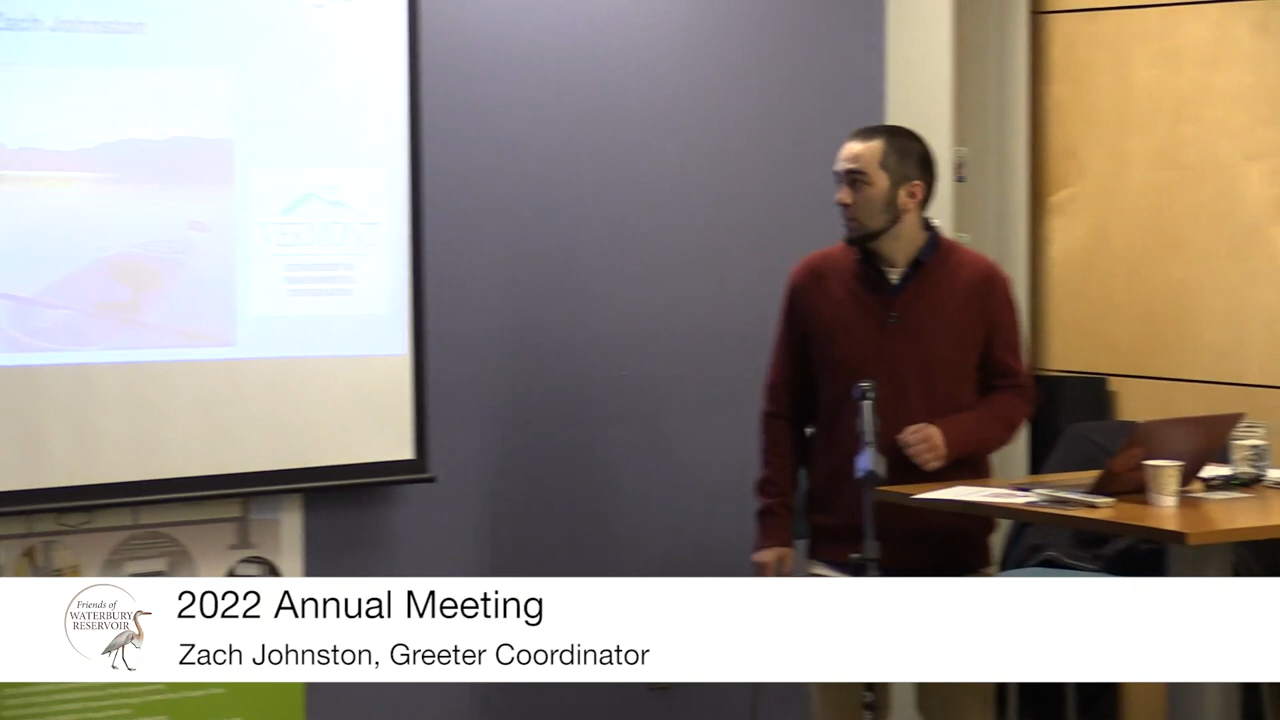 Friends of
WATERBURY
RESERVOIR
2022 Annual Meeting
Zach Johnston, Greeter Coordinator